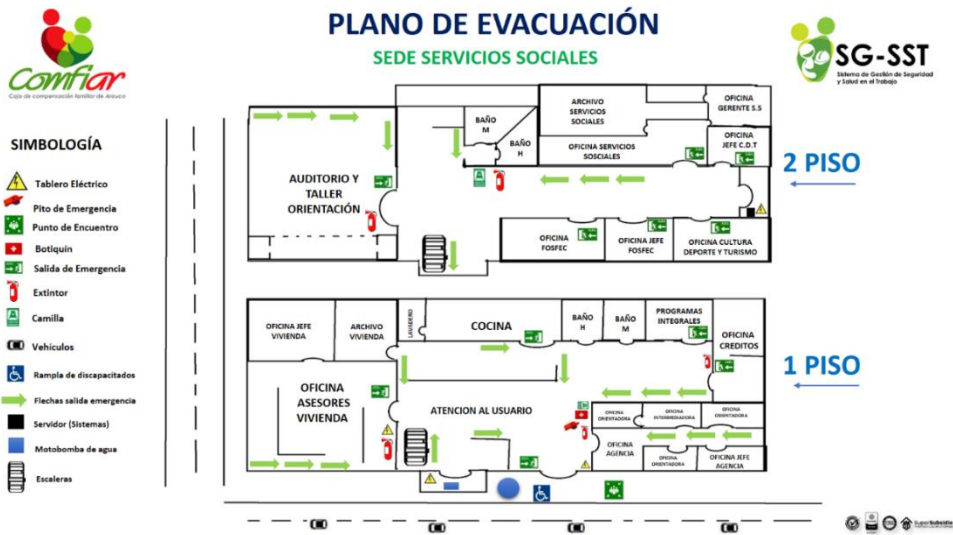 Comfiar
Caja de compensación familiar de Arauca
PLANO DE EVACUACIÓN
SEDE SERVICIOS SOCIALES
SG-SST
Sistema de Gestión de Seguridad
y Salud en el Trabajo
SIMBOLOGÍA
Tablero Eléctrico
Pito de Emergencia
Punto de Encuentro
Botiquín
Salida de Emergencia
Extintor
Camilla
Vehículos
Rampla de discapacitados
Flechas salida emergencia
Servidor (Sistemas)
Motobomba de agua
Escaleras
2 PISO
AUDITORIO Y
TALLER
ORIENTACIÓN
BAÑO
M
BAÑO
H
ARCHIVO
SERVICIOS
SOCIALES
OFICINA
GERENTE S.S
OFICINA SERVICIOS
SOSCIALES
OFICINA
JEFE C.D.T
OFICINA
FOSFEC
OFICINA JEFE
FOSFEC
OFICINA CULTURA
DEPORTE Y TURISMO
1 PISO
OFICINA JEFE
VIVIENDA
ARCHIVO
VIVIENDA
LAVADERO
COCINA
BAÑO
H
BAÑO
M
PROGRAMAS
INTEGRALES
OFICINA
CREDITOS
OFICINA
ASESORES
VIVIENDA
ATENCION AL USUARIO
OFICINA
ORIENTADORA
OFICINA
INTERMEDIADORA
OFICINA
ORIENTADORA
OFICINA
AGENCIA
OFICINA
ORIENTADORA
OFICINA JEFE
AGENCIA
SuperSubsidio